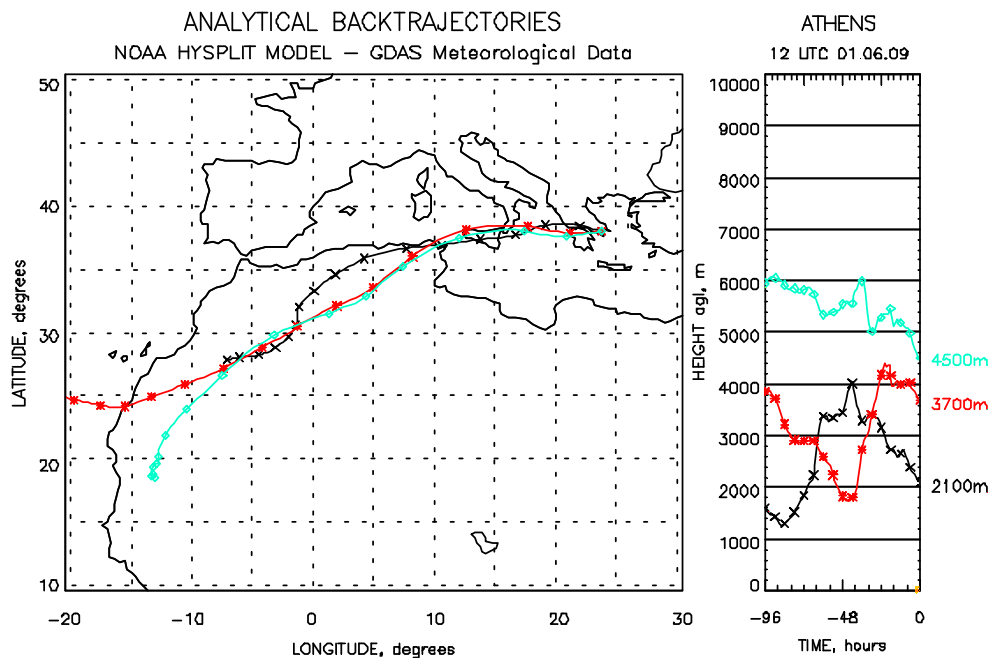 ANALYTICAL BACKTRAJECTORIES
NOAA HYSPLIT MODEL – GDAS Meteorological Data
50
40
30
20
10
LATITUDE, degrees
-20
-10
0
10
20
30
LONGITUDE, degrees
ATHENS
12 UTC 01.06.09
10000
9000
8000
7000
6000
5000
4000
3000
2000
1000
0
HEIGHT agl, m
4500m
3700m
2100m
-96
-48
0
TIME, hours